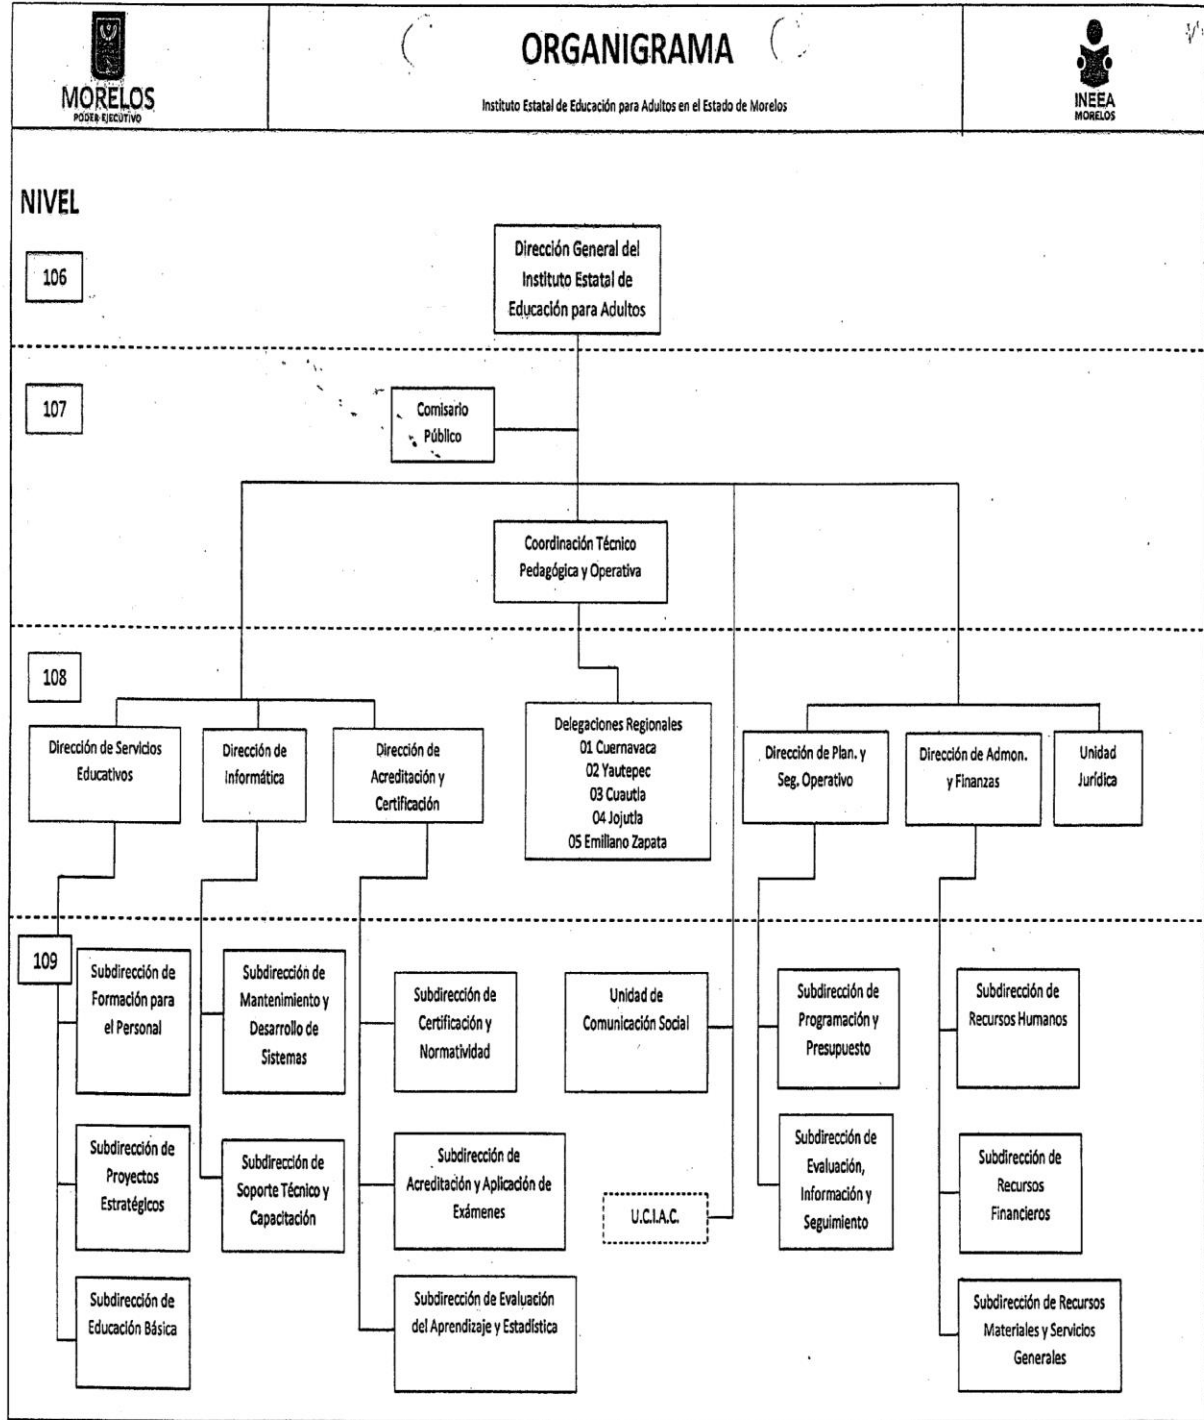 MORELOS
PODER EJECUTIVO
ORGANIGRAMA
Instituto Estatal de Educación para Adultos en el Estado de Morelos
INEEA
MORELOS
NIVEL
106
Dirección General del
Instituto Estatal de
Educación para Adultos
107
Comisario
Público
Coordinación Técnico
Pedagógica y Operativa
108
Dirección de Servicios
Educativos
Dirección de
Informática
Dirección de
Acreditación y
Certificación
Delegaciones Regionales
01 Cuernavaca
02 Yautepec
03 Cuautla
04 Jojutla
05 Emiliano Zapata
Dirección de Plan. y
Seg. Operativo
Dirección de Admon.
y Finanzas
Unidad
Jurídica
109
Subdirección de
Formación para
el Personal
Subdirección de
Mantenimiento y
Desarrollo de
Sistemas
Subdirección de
Certificación y
Normatividad
Unidad de
Comunicación Social
Subdirección de
Programación y
Presupuesto
Subdirección de
Recursos Humanos
Subdirección de
Proyectos
Estratégicos
Subdirección de
Soporte Técnico y
Capacitación
Subdirección de
Acreditación y Aplicación de
Exámenes
U.C.I.A.C.
Subdirección de
Evaluación,
Información y
Seguimiento
Subdirección de
Recursos
Financieros
Subdirección de
Educación Básica
Subdirección de Evaluación
del Aprendizaje y Estadística
Subdirección de Recursos
Materiales y Servicios
Generales